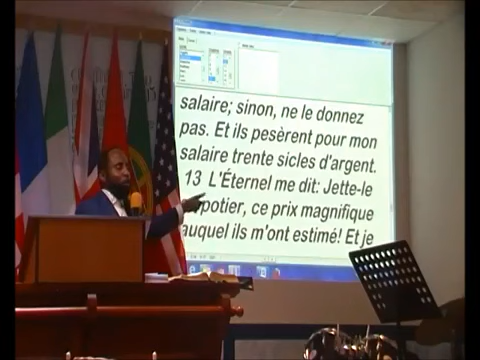 salaire; sinon, ne le donnez
pas. Et ils pesèrent pour mon
salaire trente sicles d'argent.
13 L'Éternel me dit: Jette-le
potier, ce prix magnifique
auquel ils m'ont estimé! Et je